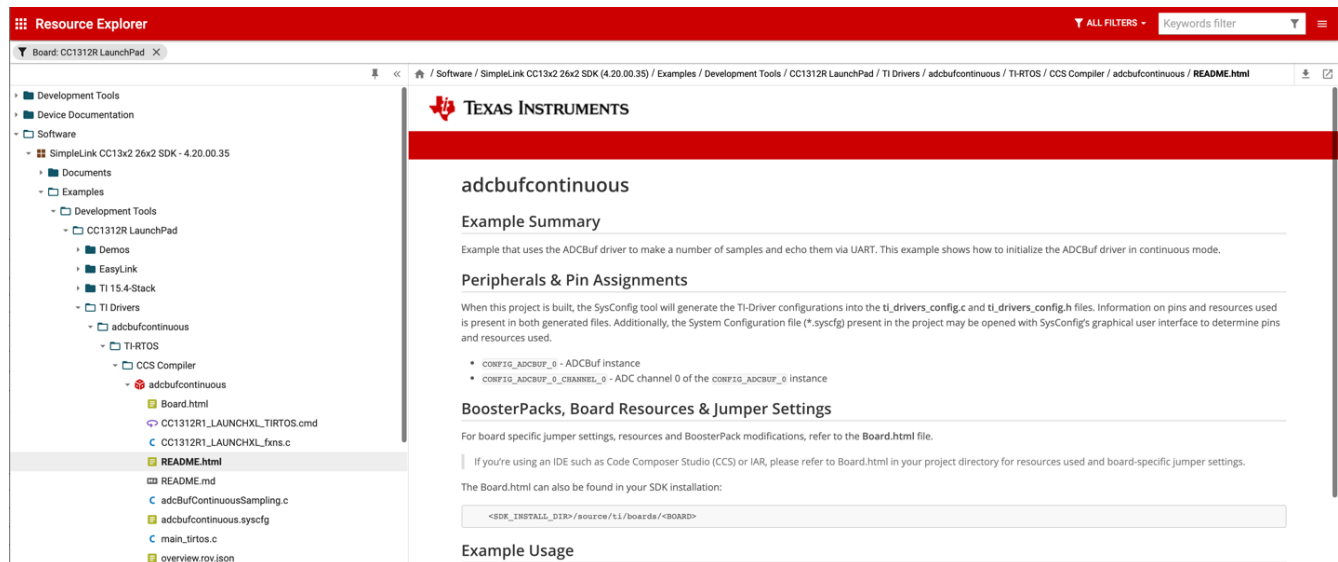 Resource Explorer
ALL FILTERS
Keywords filter
Board: CC1312R LaunchPad X
/ Software / SimpleLink CC13x2 26x2 SDK (4.20.00.35) / Examples / Development Tools / CC1312R LaunchPad / TI Drivers / adcbufcontinuous / TI-RTOS / CCS Compiler / adcbufcontinuous / README.html
Development Tools
Device Documentation
Software
SimpleLink CC13x2 26x2 SDK - 4.20.00.35
Documents
Examples
Development Tools
CC1312R LaunchPad
Demos
EasyLink
TI 15.4-Stack
TI Drivers
adcbufcontinuous
TI-RTOS
CCS Compiler
adcbufcontinuous
Board.html
CC1312R1_LAUNCHXL_TIRTOS.cmd
CC1312R1_LAUNCHXL_fxns.c
README.html
README.md
adcBufContinuousSampling.c
adcbufcontinuous.syscfg
main_tirtos.c
overview.rov.json
TEXAS INSTRUMENTS
adcbufcontinuous
Example Summary
Example that uses the ADCBuf driver to make a number of samples and echo them via UART. This example shows how to initialize the ADCBuf driver in continuous mode.
Peripherals & Pin Assignments
When this project is built, the SysConfig tool will generate the TI-Driver configurations into the ti_drivers_config.c and ti_drivers_config.h files. Information on pins and resources used
is present in both generated files. Additionally, the System Configuration file (*.syscfg) present in the project may be opened with SysConfig's graphical user interface to determine pins
and resources used.
• CONFIG_ADCBUF_0 - ADCBuf instance
• CONFIG_ADCBUF_0_CHANNEL_0 - ADC channel 0 of the CONFIG_ADCBUF_0 instance
BoosterPacks, Board Resources & Jumper Settings
For board specific jumper settings, resources and BoosterPack modifications, refer to the Board.html file.
If you're using an IDE such as Code Composer Studio (CCS) or IAR, please refer to Board.html in your project directory for resources used and board-specific jumper settings.
The Board.html can also be found in your SDK installation:
<SDK_INSTALL_DIR>/source/ti/boards/<BOARD>
Example Usage